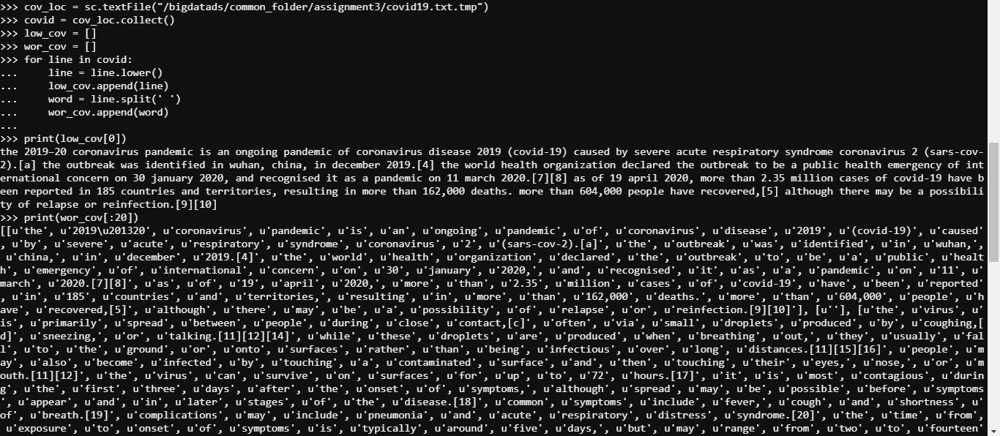 >>> cov_loc = sc.textFile("/bigdatads/common_folder/assignment3/covid19.txt.tmp")
>>> covid = cov_loc.collect()
>>> low_cov = []
>>> wor_cov = []
>>> for line in covid:
...     line = line.lower()
...     low_cov.append(line)
...     word = line.split(' ')
...     wor_cov.append(word)
...
>>> print(low_cov[0])
the 2019–20 coronavirus pandemic is an ongoing pandemic of coronavirus disease 2019 (covid-19) caused by severe acute respiratory syndrome coronavirus 2 (sars-cov-
2).[a] the outbreak was identified in wuhan, china, in december 2019.[4] the world health organization declared the outbreak to be a public health emergency of int
ernational concern on 30 january 2020, and recognised it as a pandemic on 11 march 2020.[7][8] as of 19 april 2020, more than 2.35 million cases of covid-19 have b
een reported in 185 countries and territories, resulting in more than 162,000 deaths. more than 604,000 people have recovered,[5] although there may be a possibili
ty of relapse or reinfection.[9][10]
>>> print(wor_cov[:20])
[[u'the', u'2019\u201320', u'coronavirus', u'pandemic', u'is', u'an', u'ongoing', u'pandemic', u'of', u'coronavirus', u'disease', u'2019', u'(covid-19)', u'caused'
, u'by', u'severe', u'acute', u'respiratory', u'syndrome', u'coronavirus', u'2', u'(sars-cov-2).[a]', u'the', u'outbreak', u'was', u'identified', u'in', u'wuhan,',
 u'china,', u'in', u'december', u'2019.[4]', u'the', u'world', u'health', u'organization', u'declared', u'the', u'outbreak', u'to', u'be', u'a', u'public', u'healt
h', u'emergency', u'of', u'international', u'concern', u'on', u'30', u'january', u'2020,', u'and', u'recognised', u'it', u'as', u'a', u'pandemic', u'on', u'11', u'
march', u'2020.[7][8]', u'as', u'of', u'19', u'april', u'2020,', u'more', u'than', u'2.35', u'million', u'cases', u'of', u'covid-19', u'have', u'been', u'reported'
, u'in', u'185', u'countries', u'and', u'territories,', u'resulting', u'in', u'more', u'than', u'162,000', u'deaths.', u'more', u'than', u'604,000', u'people', u'h
ave', u'recovered,[5]', u'although', u'there', u'may', u'be', u'a', u'possibility', u'of', u'relapse', u'or', u'reinfection.[9][10]'], [u''], [u'the', u'virus', u'
is', u'primarily', u'spread', u'between', u'people', u'during', u'close', u'contact,[c]', u'often', u'via', u'small', u'droplets', u'produced', u'by', u'coughing,[
d]', u'sneezing,', u'or', u'talking.[11][12][14]', u'while', u'these', u'droplets', u'are', u'produced', u'when', u'breathing', u'out,', u'they', u'usually', u'fal
l', u'to', u'the', u'ground', u'or', u'onto', u'surfaces', u'rather', u'than', u'being', u'infectious', u'over', u'long', u'distances.[11][15][16]', u'people', u'm
ay', u'also', u'become', u'infected', u'by', u'touching', u'a', u'contaminated', u'surface', u'and', u'then', u'touching', u'their', u'eyes,', u'nose,', u'or', u'm
outh.[11][12]', u'the', u'virus', u'can', u'survive', u'on', u'surfaces', u'for', u'up', u'to', u'72', u'hours.[17]', u'it', u'is', u'most', u'contagious', u'durin
g', u'the', u'first', u'three', u'days', u'after', u'the', u'onset', u'of', u'symptoms,', u'although', u'spread', u'may', u'be', u'possible', u'before', u'symptoms
', u'appear', u'and', u'in', u'later', u'stages', u'of', u'the', u'disease.[18]', u'common', u'symptoms', u'include', u'fever,', u'cough', u'and', u'shortness', u'
of', u'breath.[19]', u'complications', u'may', u'include', u'pneumonia', u'and', u'acute', u'respiratory', u'distress', u'syndrome.[20]', u'the', u'time', u'from',
 u'exposure', u'to', u'onset', u'of', u'symptoms', u'is', u'typically', u'around', u'five', u'days,', u'but', u'may', u'range', u'from', u'two', u'to', u'fourteen'